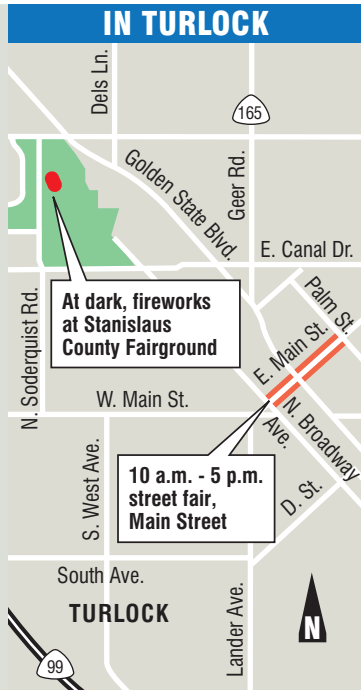 IN TURLOCK
Dels Ln.
165
Golden State Blvd.
Geer Rd.
E. Canal Dr.
Palm St.
At dark, fireworks
at Stanislaus
County Fairground
N. Soderquist Rd.
E. Main St.
W. Main St.
N. Broadway
Ave.
10 a.m. - 5 p.m.
street fair,
Main Street
S. West Ave.
D. St.
South Ave.
TURLOCK
Lander Ave.
N
99